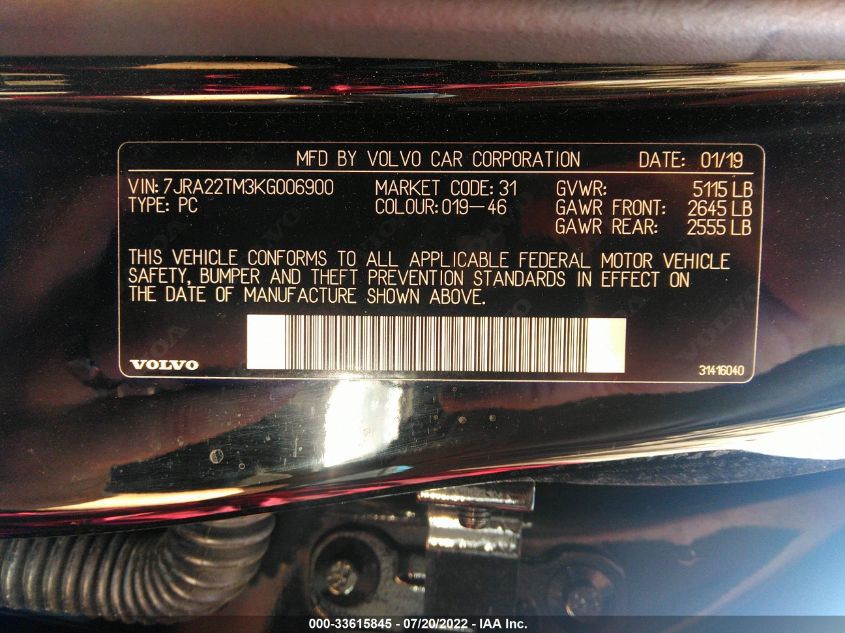 MFD BY VOLVO CAR CORPORATION DATE: 01/19
VIN: 7JRA22TM3KG006900 MARKET CODE: 31 GVWR: 5115 LB
TYPE: PC COLOUR: 019-46 GAWR FRONT: 2645 LB
GAWR REAR: 2555 LB
THIS VEHICLE CONFORMS TO ALL APPLICABLE FEDERAL MOTOR VEHICLE
SAFETY, BUMPER AND THEFT PREVENTION STANDARDS IN EFFECT ON
THE DATE OF MANUFACTURE SHOWN ABOVE.
VOLVO 31416040
000-33615845 - 07/20/2022 - IAA Inc.